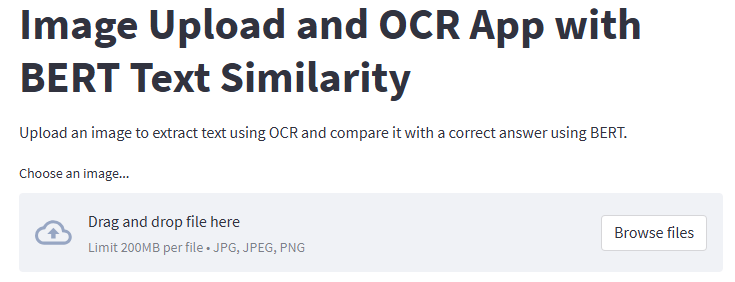 Image Upload and OCR App with
BERT Text Similarity
Upload an image to extract text using OCR and compare it with a correct answer using BERT.
Choose an image...
Drag and drop file here
Limit 200MB per file • JPG, JPEG, PNG
Browse files